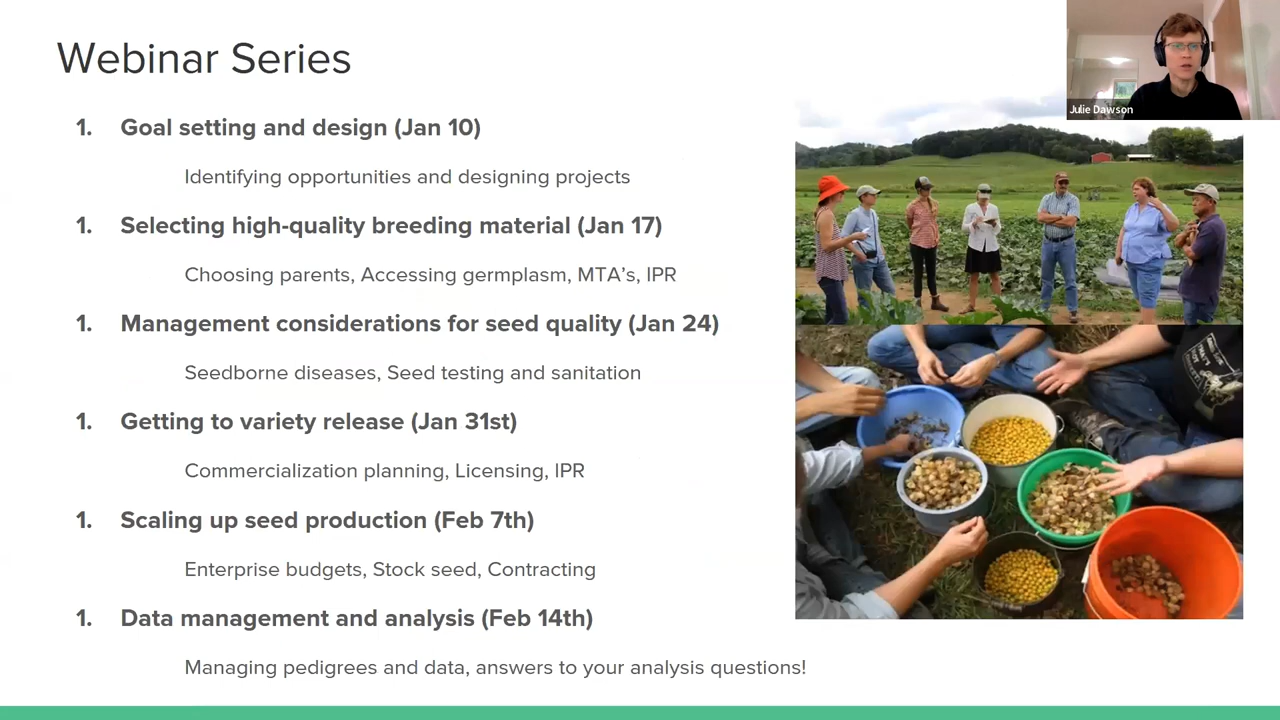 Webinar Series
Julie Dawson
1. Goal setting and design (Jan 10)
Identifying opportunities and designing projects
1. Selecting high-quality breeding material (Jan 17)
Choosing parents, Accessing germplasm, MTA's, IPR
1. Management considerations for seed quality (Jan 24)
Seedborne diseases, Seed testing and sanitation
1. Getting to variety release (Jan 31st)
Commercialization planning, Licensing, IPR
1. Scaling up seed production (Feb 7th)
Enterprise budgets, Stock seed, Contracting
1. Data management and analysis (Feb 14th)
Managing pedigrees and data, answers to your analysis questions!